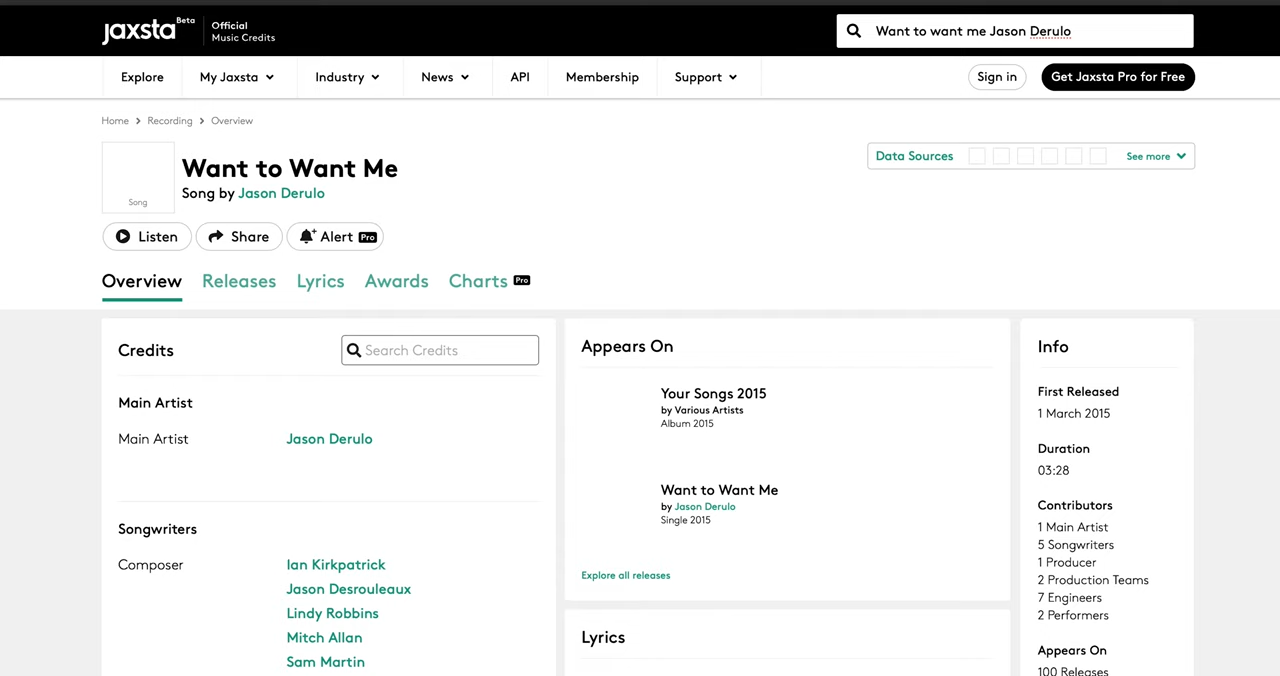 jaxsta Beta
Official
Music Credits
Want to want me Jason Derulo
Explore
My Jaxsta
Industry
News
API
Membership
Support
Sign in
Get Jaxsta Pro for Free
Home > Recording > Overview
Song
Want to Want Me
Song by Jason Derulo
Data Sources
See more
Listen
Share
Alert Pro
Overview
Releases
Lyrics
Awards
Charts Pro
Credits
Search Credits
Main Artist
Main Artist
Jason Derulo
Songwriters
Composer
Ian Kirkpatrick
Jason Desrouleaux
Lindy Robbins
Mitch Allan
Sam Martin
Appears On
Your Songs 2015
by Various Artists
Album 2015
Want to Want Me
by Jason Derulo
Single 2015
Explore all releases
Lyrics
Info
First Released
1 March 2015
Duration
03:28
Contributors
1 Main Artist
5 Songwriters
1 Producer
2 Production Teams
7 Engineers
2 Performers
Appears On
100 Releases